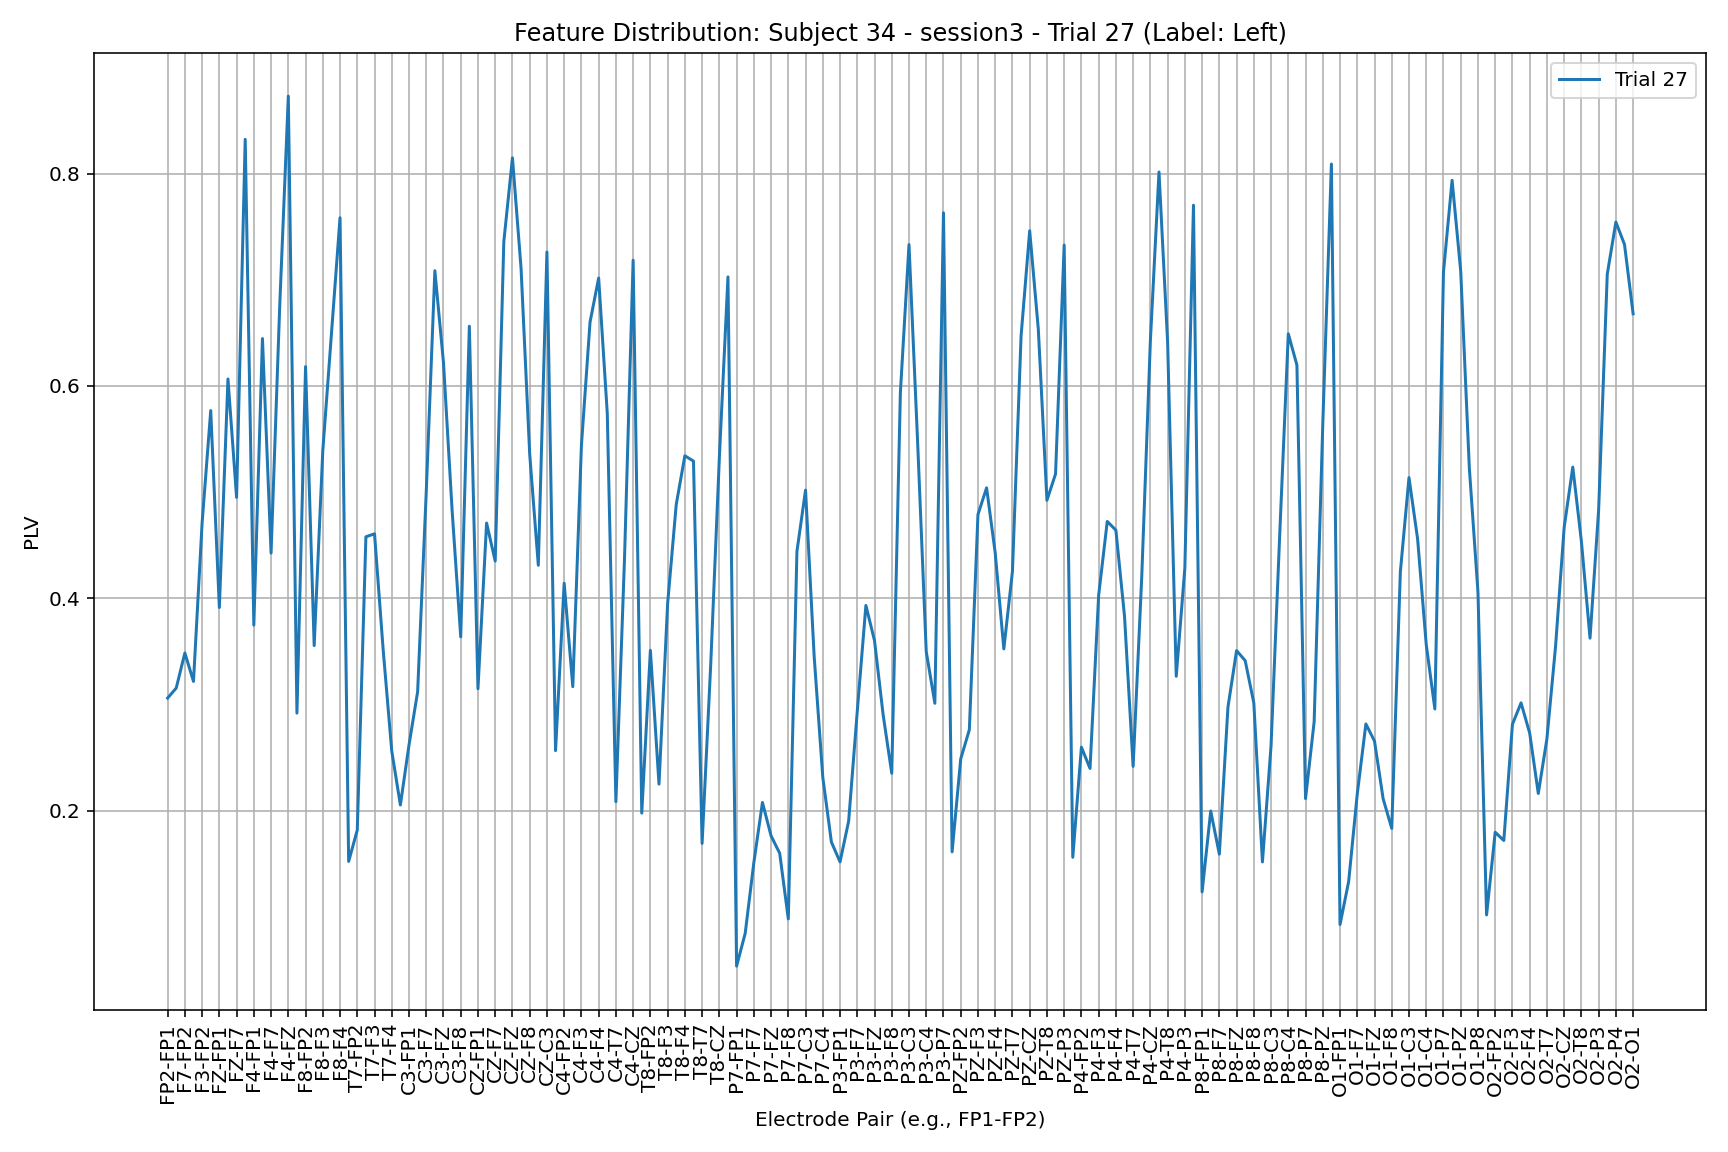 Feature Distribution: Subject 34 - session3 - Trial 27 (Label: Left)
Trial 27
0.8
0.6
0.4
0.2
PLV
FP2-FP1
F7-FP2
F3-FP2
FZ-FP1
FZ-F7
F4-FP1
F4-F7
F4-FZ
F8-FP2
F8-F3
F8-F4
T7-FP2
T7-F3
T7-F4
C3-FP1
C3-F7
C3-FZ
C3-F8
CZ-FP1
CZ-F7
CZ-FZ
CZ-F8
CZ-C3
C4-FP2
C4-F3
C4-F4
C4-T7
C4-CZ
T8-FP2
T8-F3
T8-F4
T8-T7
T8-CZ
P7-FP1
P7-F7
P7-FZ
P7-F8
P7-C3
P7-C4
P3-FP1
P3-F7
P3-FZ
P3-F8
P3-C3
P3-C4
P3-P7
PZ-FP2
PZ-F3
PZ-F4
PZ-T7
PZ-CZ
PZ-T8
PZ-P3
P4-FP2
P4-F3
P4-F4
P4-T7
P4-CZ
P4-T8
P4-P3
P8-FP1
P8-F7
P8-FZ
P8-F8
P8-C3
P8-C4
P8-P7
P8-PZ
O1-FP1
O1-F7
O1-FZ
O1-F8
O1-C3
O1-C4
O1-P7
O1-PZ
O1-P8
O2-FP2
O2-F3
O2-F4
O2-T7
O2-CZ
O2-T8
O2-P3
O2-P4
O2-O1
Electrode Pair (e.g., FP1-FP2)